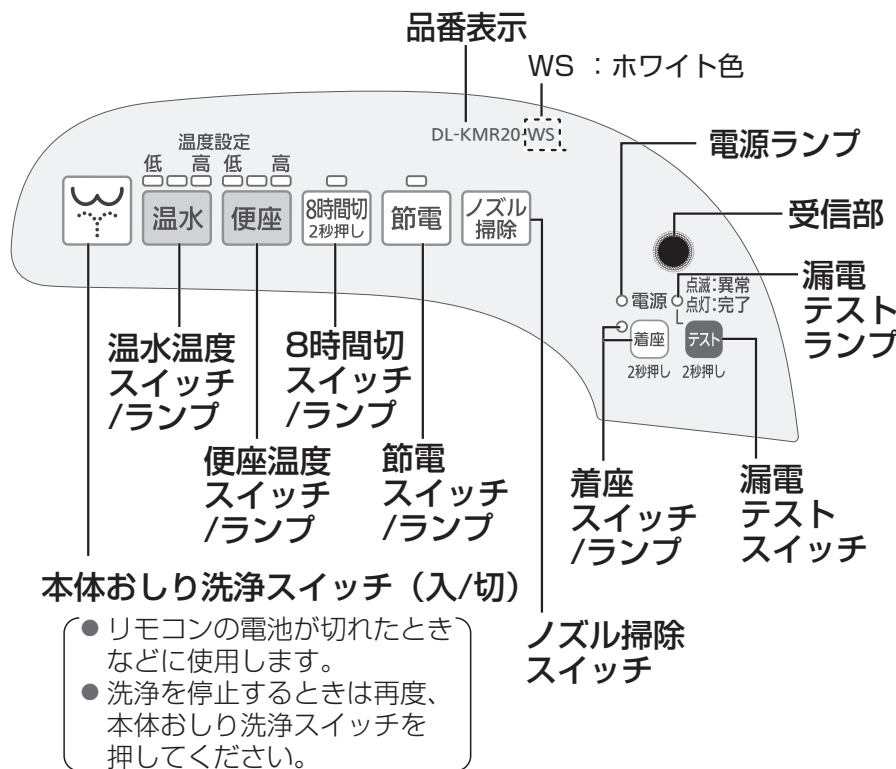 品番表示
WS ：ホワイト色
DL-KMR20-WS
電源ランプ
温度設定
低 高 低 高
温水
便座
8時間切
2秒押し
節電
ノズル
掃除
受信部
電源
点滅:異常
点灯:完了
漏電
テスト
ランプ
着座
テスト
2秒押し 2秒押し
温水温度
スイッチ
/ランプ
8時間切
スイッチ
/ランプ
便座温度
スイッチ
/ランプ
節電
スイッチ
/ランプ
着座
スイッチ
/ランプ
漏電
テスト
スイッチ
本体おしり洗浄スイッチ（入/切）
● リモコンの電池が切れたとき
などに使用します。
● 洗浄を停止するときは再度、
本体おしり洗浄スイッチを
押してください。
ノズル掃除
スイッチ